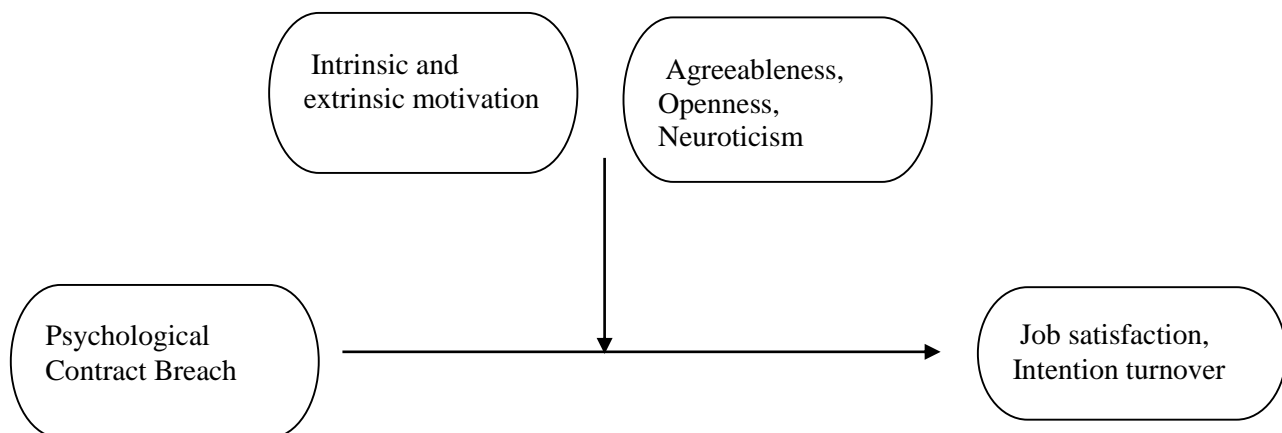 Intrinsic and
extrinsic motivation
Agreeableness,
Openness,
Neuroticism
Psychological
Contract Breach
Job satisfaction,
Intention turnover